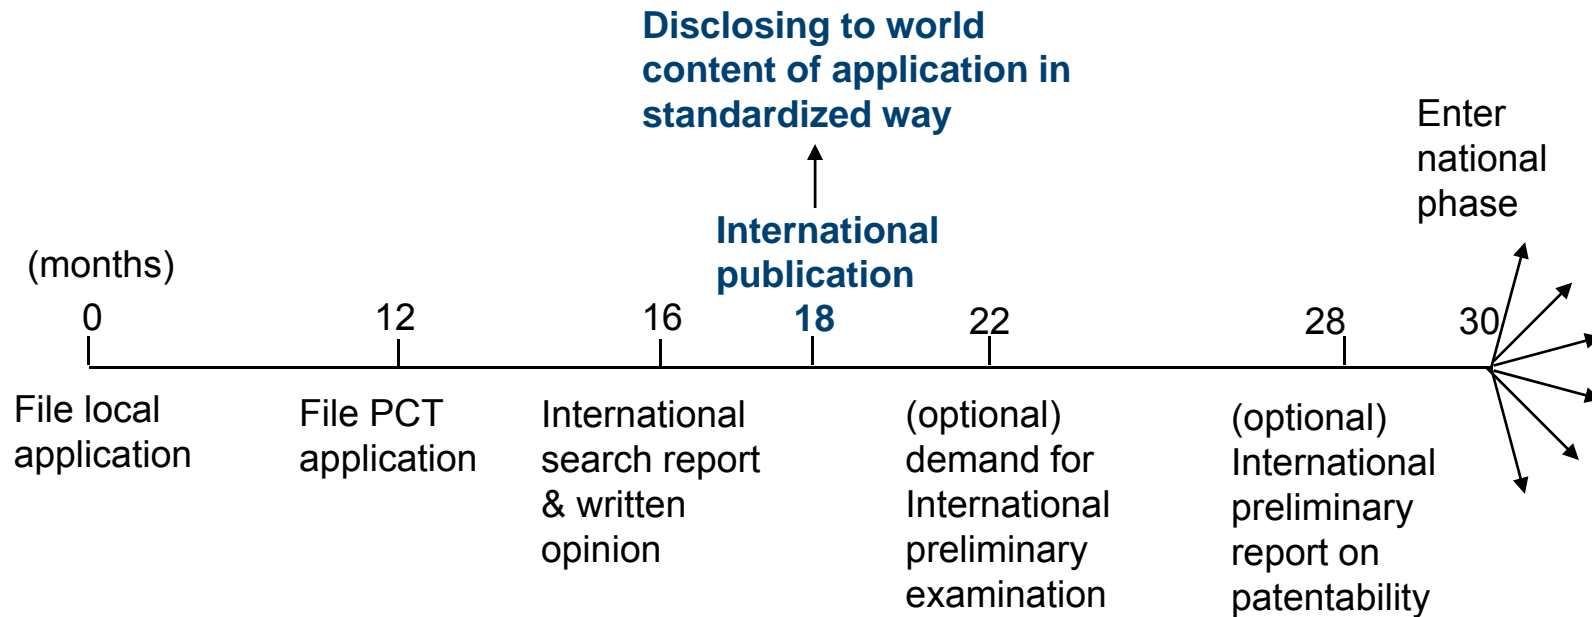 Disclosing to world
content of application in
standardized way
Enter
national
phase
International
publication
(months)
0
12
16
18
22
28
30
File local
application
File PCT
application
International
search report
& written
opinion
(optional)
demand for
International
preliminary
examination
(optional)
International
preliminary
report on
patentability